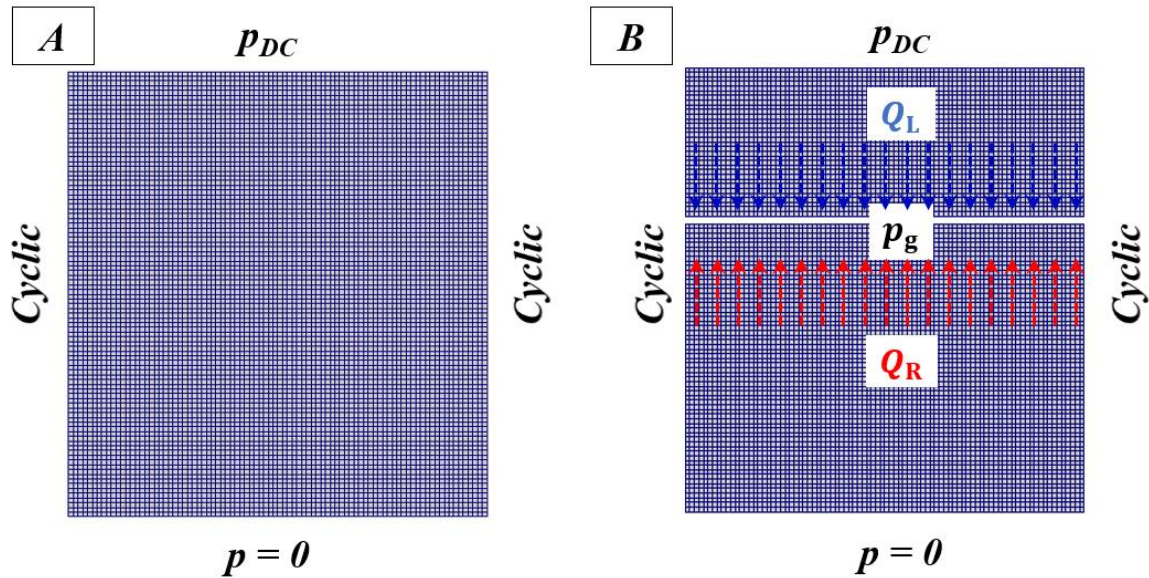 A
p_DC
Cyclic
Cyclic
p = 0
B
p_DC
Q_L
Cyclic
p_g
Cyclic
Q_R
p = 0